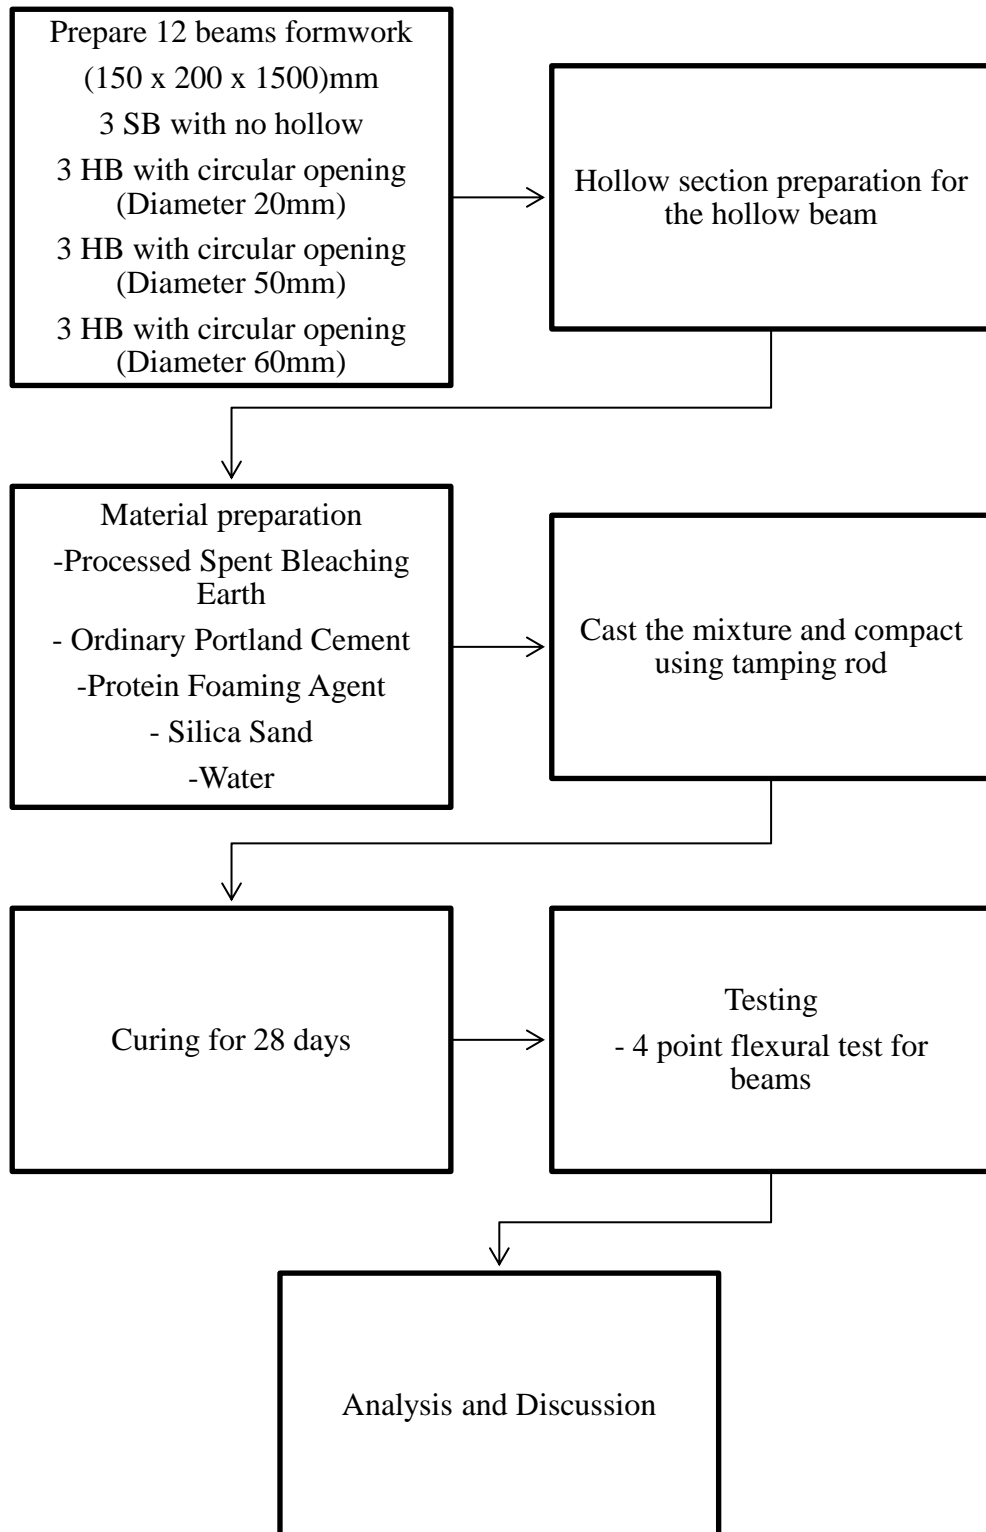 Prepare 12 beams formwork
(150 x 200 x 1500)mm
3 SB with no hollow
3 HB with circular opening
(Diameter 20mm)
3 HB with circular opening
(Diameter 50mm)
3 HB with circular opening
(Diameter 60mm)
Hollow section preparation for
the hollow beam
Material preparation
-Processed Spent Bleaching
Earth
- Ordinary Portland Cement
-Protein Foaming Agent
- Silica Sand
-Water
Cast the mixture and compact
using tamping rod
Curing for 28 days
Testing
- 4 point flexural test for
beams
Analysis and Discussion